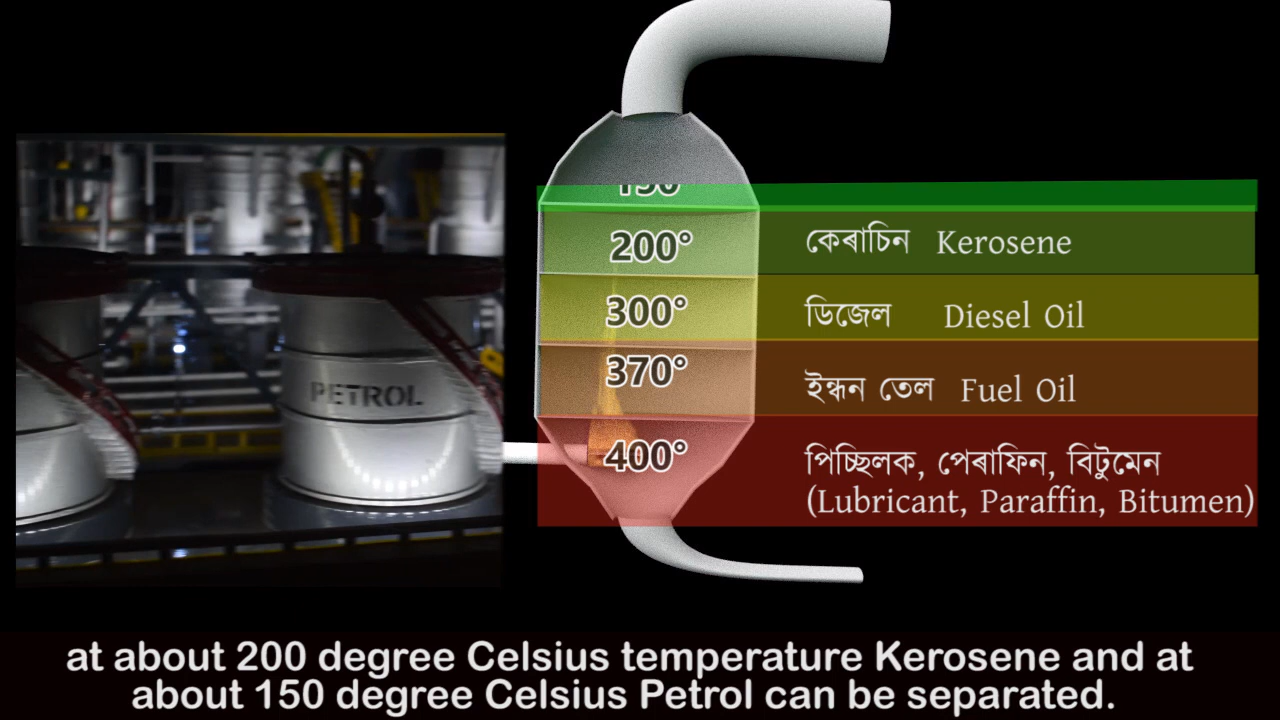 PETROL
150
200° কেৰাচিন Kerosene
300° ডিজেল Diesel Oil
370° ইন্ধন তেল Fuel Oil
400° পিচ্ছিলক, পেৰাফিন, বিটুমেন
(Lubricant, Paraffin, Bitumen)
at about 200 degree Celsius temperature Kerosene and at
about 150 degree Celsius Petrol can be separated.